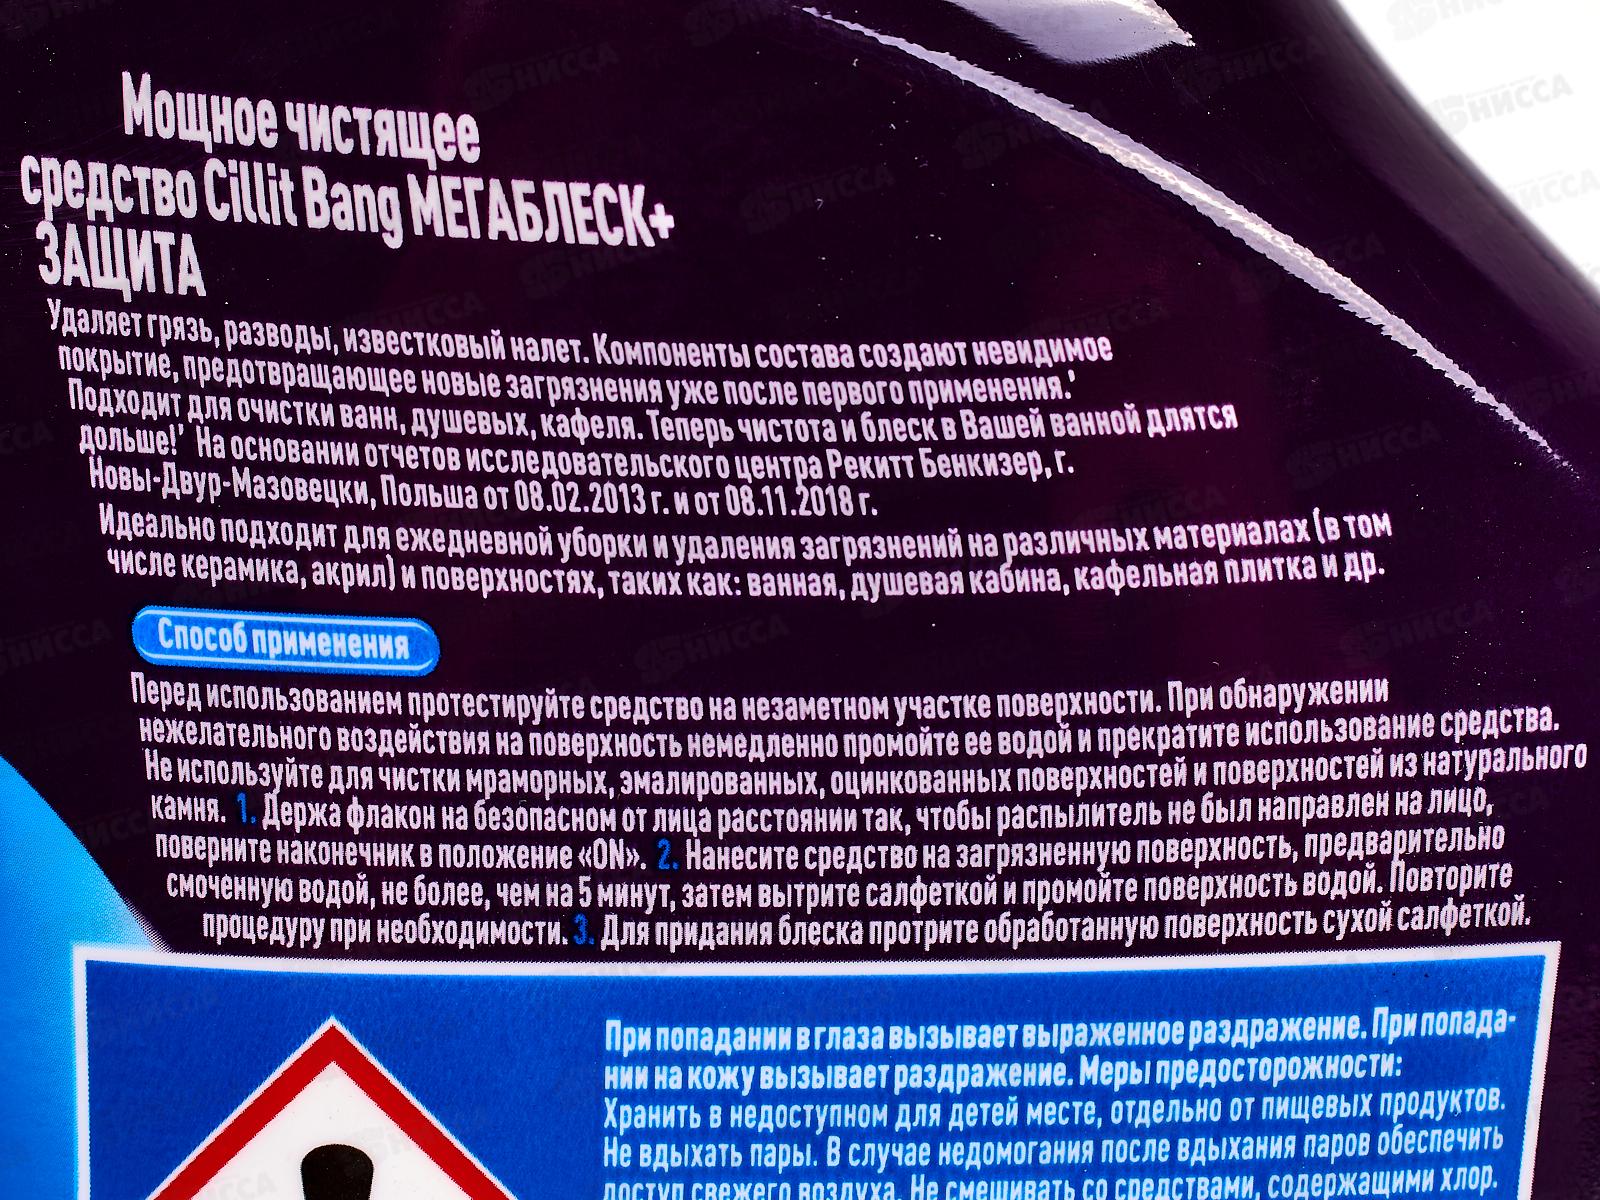 Мощное чистящее
средство Cillit Bang МЕГАБЛЕСК+
ЗАЩИТА
Удаляет грязь, разводы, известковый налет. Компоненты состава создают невидимое
покрытие, предотвращающее новые загрязнения уже после первого применения.'
Подходит для очистки ванн, душевых, кафеля. Теперь чистота и блеск в Вашей ванной длятся
дольше!' На основании отчетов исследовательского центра Рекитт Бенкизер, г.
Новы-Двур-Мазовецки, Польша от 08.02.2013 г. и от 08.11.2018 г.
Идеально подходит для ежедневной уборки и удаления загрязнений на различных материалах (в том
числе керамика, акрил) и поверхностях, таких как: ванная, душевая кабина, кафельная плитка и др.
Способ применения
Перед использованием протестируйте средство на незаметном участке поверхности. При обнаружении
нежелательного воздействия на поверхность немедленно промойте ее водой и прекратите использование средства.
Не используйте для чистки мраморных, эмалированных, оцинкованных поверхностей и поверхностей из натурального
камня. 1. Держа флакон на безопасном от лица расстоянии так, чтобы распылитель не был направлен на лицо,
поверните наконечник в положение «ON». 2. Нанесите средство на загрязненную поверхность, предварительно
смоченную водой, не более, чем на 5 минут, затем вытрите салфеткой и промойте поверхность водой. Повторите
процедуру при необходимости. 3. Для придания блеска протрите обработанную поверхность сухой салфеткой.
При попадании в глаза вызывает выраженное раздражение. При попада-
нии на кожу вызывает раздражение. Меры предосторожности:
Хранить в недоступном для детей месте, отдельно от пищевых продуктов.
Не вдыхать пары. В случае недомогания после вдыхания паров обеспечить
доступ свежего воздуха. Не смешивать со средствами, содержащими хлор.
НИССА